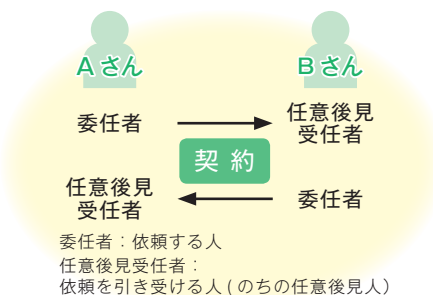 Aさん Bさん
委任者 任意後見
受任者
契約
任意後見
受任者 委任者
委任者：依頼する人
任意後見受任者：
依頼を引き受ける人(のちの任意後見人）